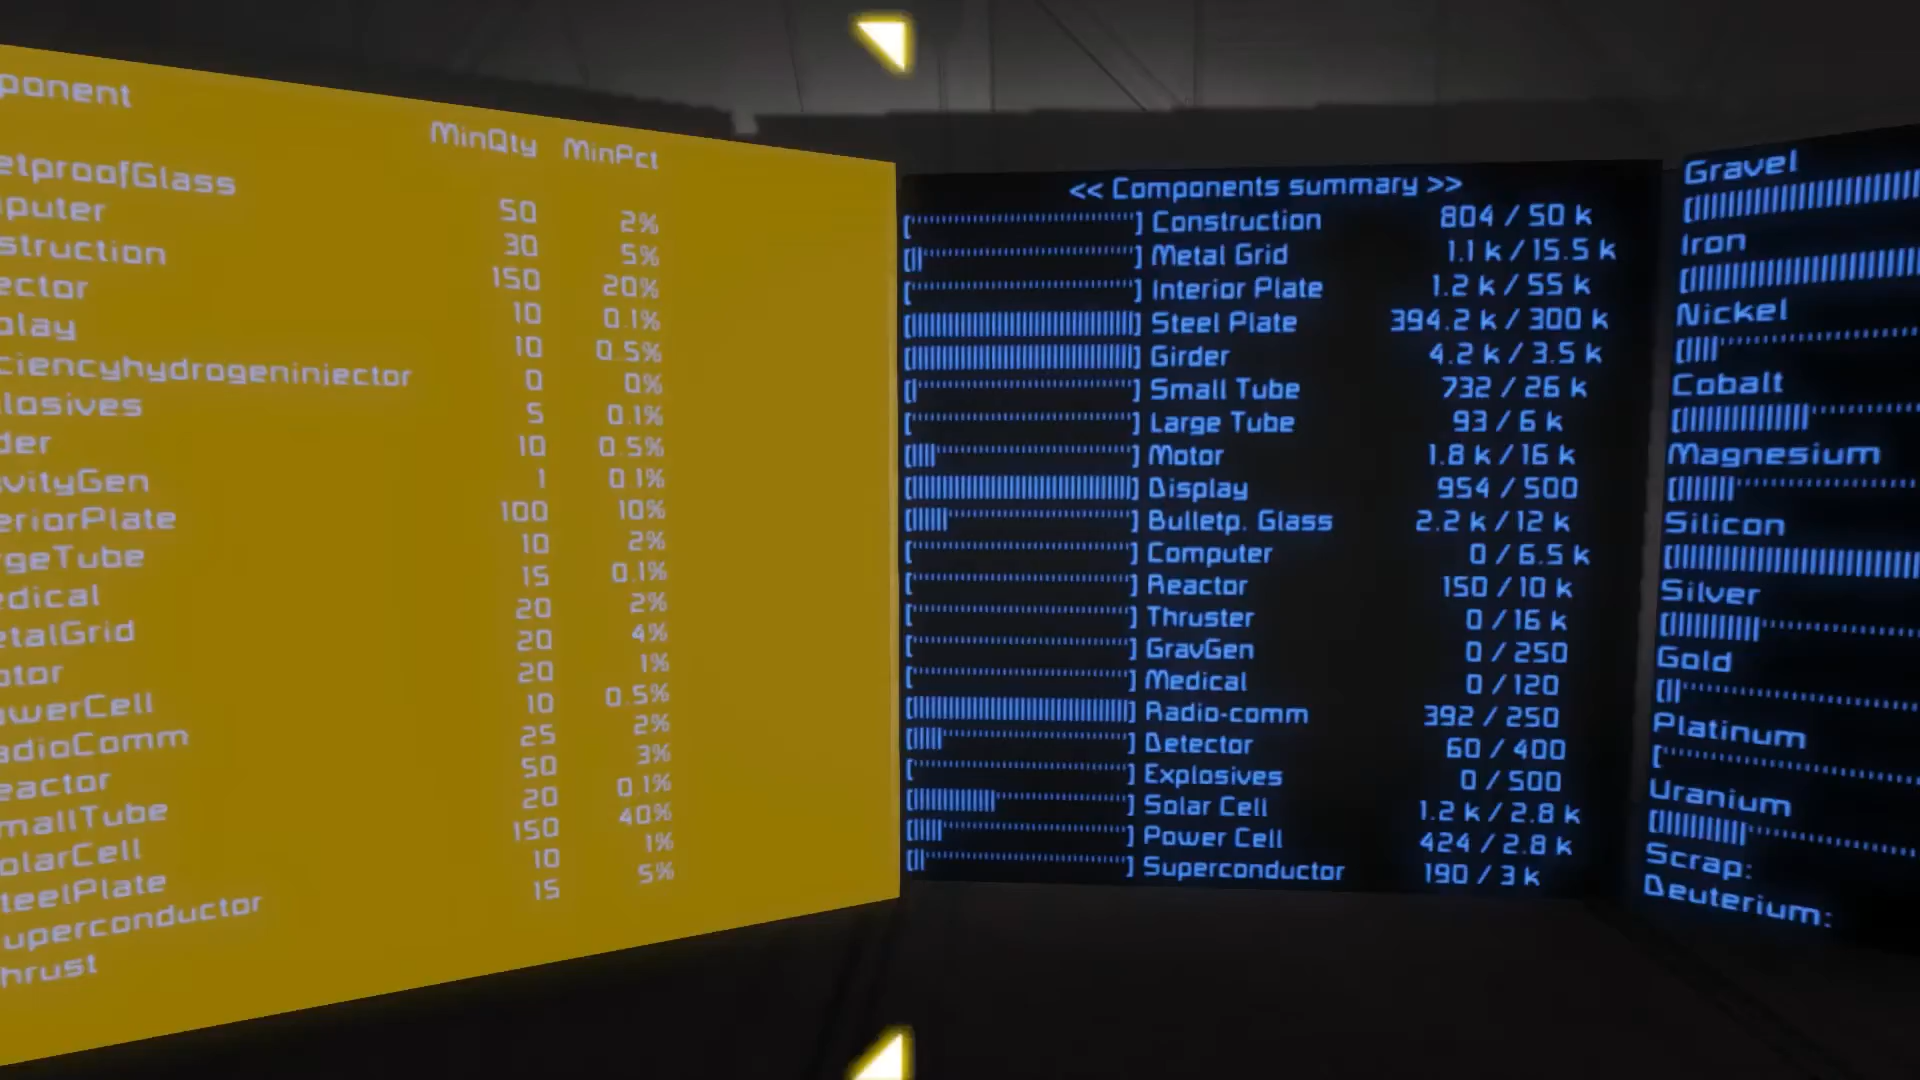 ponent MinQty MinPct
etproofGlass 50 2%
puter 30 5%
struction 150 20%
ector 10 0.1%
play 10 0.5%
ciencyhydrogeninjector 0 0%
losives 5 0.1%
der 10 0.5%
vityGen 1 0.1%
eriorPlate 100 10%
rgeTube 10 2%
edical 15 0.1%
etalGrid 20 2%
otor 20 4%
owerCell 20 1%
adioComm 10 0.5%
eactor 25 2%
mallTube 50 3%
olarCell 20 0.1%
teelPlate 150 40%
uperconductor 10 1%
hrust 15 5%
<< Components summary >>
[] Construction 804 / 50 k
[] Metal Grid 1.1 k / 15.5 k
[] Interior Plate 1.2 k / 55 k
[] Steel Plate 394.2 k / 300 k
[] Girder 4.2 k / 3.5 k
[] Small Tube 732 / 26 k
[] Large Tube 93 / 6 k
[] Motor 1.8 k / 16 k
[] Display 954 / 500
[] Bulletp. Glass 2.2 k / 12 k
[] Computer 0 / 6.5 k
[] Reactor 150 / 10 k
[] Thruster 0 / 16 k
[] GravGen 0 / 250
[] Medical 0 / 120
[] Radio-comm 392 / 250
[] Detector 60 / 400
[] Explosives 0 / 500
[] Solar Cell 1.2 k / 2.8 k
[] Power Cell 424 / 2.8 k
[] Superconductor 190 / 3 k
Gravel
Iron
Nickel
Cobalt
Magnesium
Silicon
Silver
Gold
Platinum
Uranium
Scrap:
Deuterium: